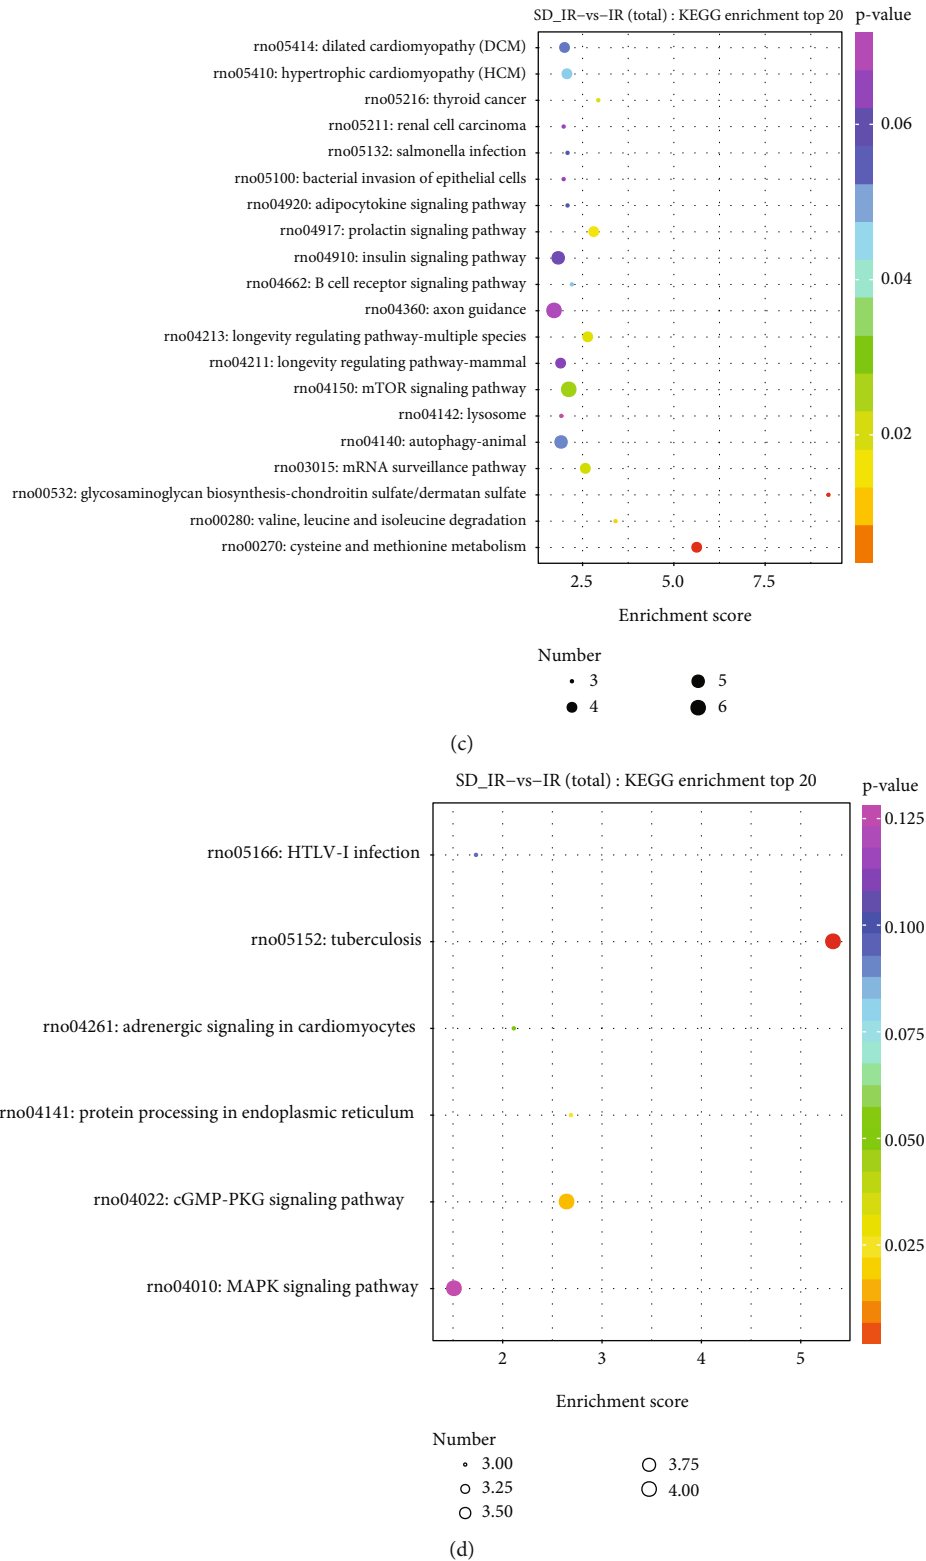 SD_IR−vs−IR (total) : KEGG enrichment top 20
p-value
rno05414: dilated cardiomyopathy (DCM)
rno05410: hypertrophic cardiomyopathy (HCM)
rno05216: thyroid cancer
rno05211: renal cell carcinoma
0.06
rno05132: salmonella infection
rno05100: bacterial invasion of epithelial cells
rno04920: adipocytokine signaling pathway
rno04917: prolactin signaling pathway
rno04910: insulin signaling pathway
rno04662: B cell receptor signaling pathway
0.04
rno04360: axon guidance
rno04213: longevity regulating pathway-multiple species
rno04211: longevity regulating pathway-mammal
rno04150: mTOR signaling pathway
rno04142: lysosome
0.02
rno04140: autophagy-animal
rno03015: mRNA surveillance pathway
rno00532: glycosaminoglycan biosynthesis-chondroitin sulfate/dermatan sulfate
rno00280: valine, leucine and isoleucine degradation
rno00270: cysteine and methionine metabolism
2.5 5.0 7.5
Enrichment score
Number
3 5
4 6
(c)
SD_IR−vs−IR (total) : KEGG enrichment top 20
p-value
0.125
rno05166: HTLV-I infection
0.100
rno05152: tuberculosis
rno04261: adrenergic signaling in cardiomyocytes
0.075
rno04141: protein processing in endoplasmic reticulum
0.050
rno04022: cGMP-PKG signaling pathway
0.025
rno04010: MAPK signaling pathway
2 3 4 5
Enrichment score
Number
3.00 3.75
3.25 4.00
3.50
(d)